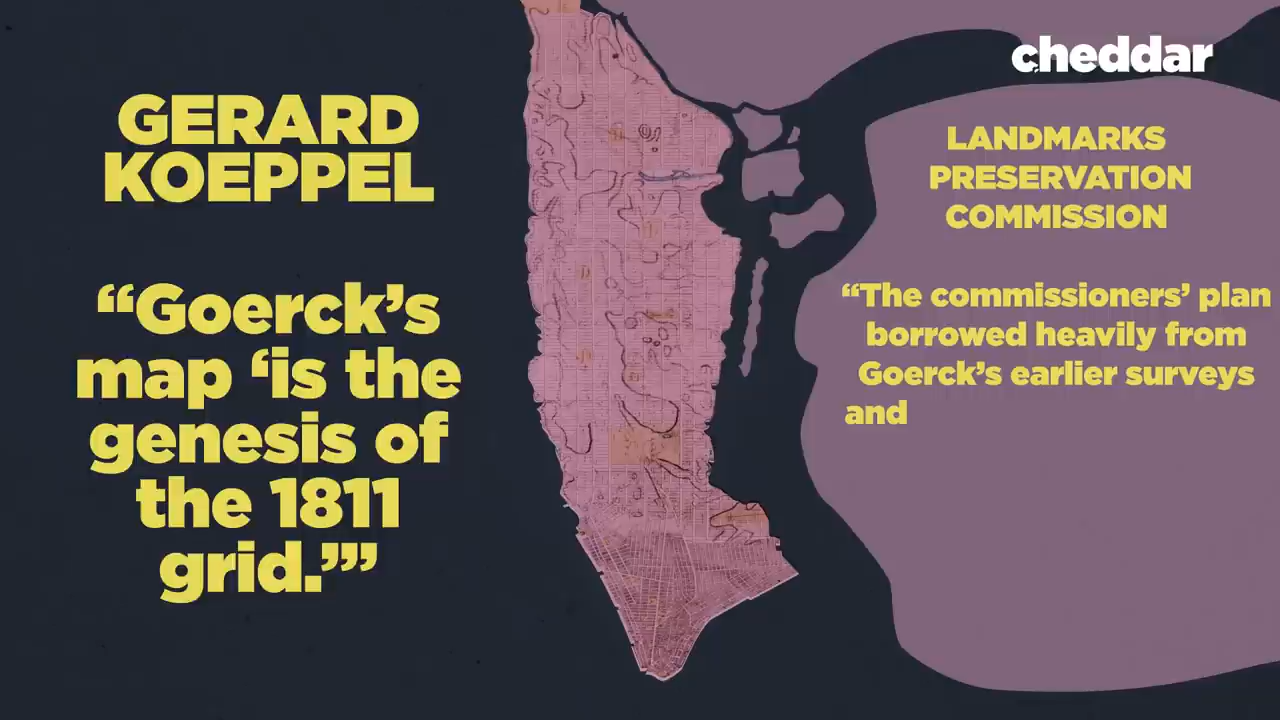 cheddar
GERARD
KOEPPEL
“Goerck’s
map ‘is the
genesis of
the 1811
grid.’”
LANDMARKS
PRESERVATION
COMMISSION
“The commissioners’ plan
borrowed heavily from
Goerck’s earlier surveys
and